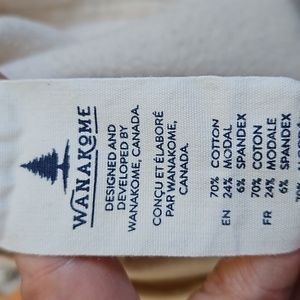 WANAKOME
DESIGNED AND
DEVELOPED BY
WANAKOME, CANADA.
CONÇU ET ÉLABORÉ
PAR WANAKOME,
CANADA.
70% COTTON
EN 24% MODAL
6% SPANDEX
70% COTON
FR 24% MODALE
6% SPANDEX